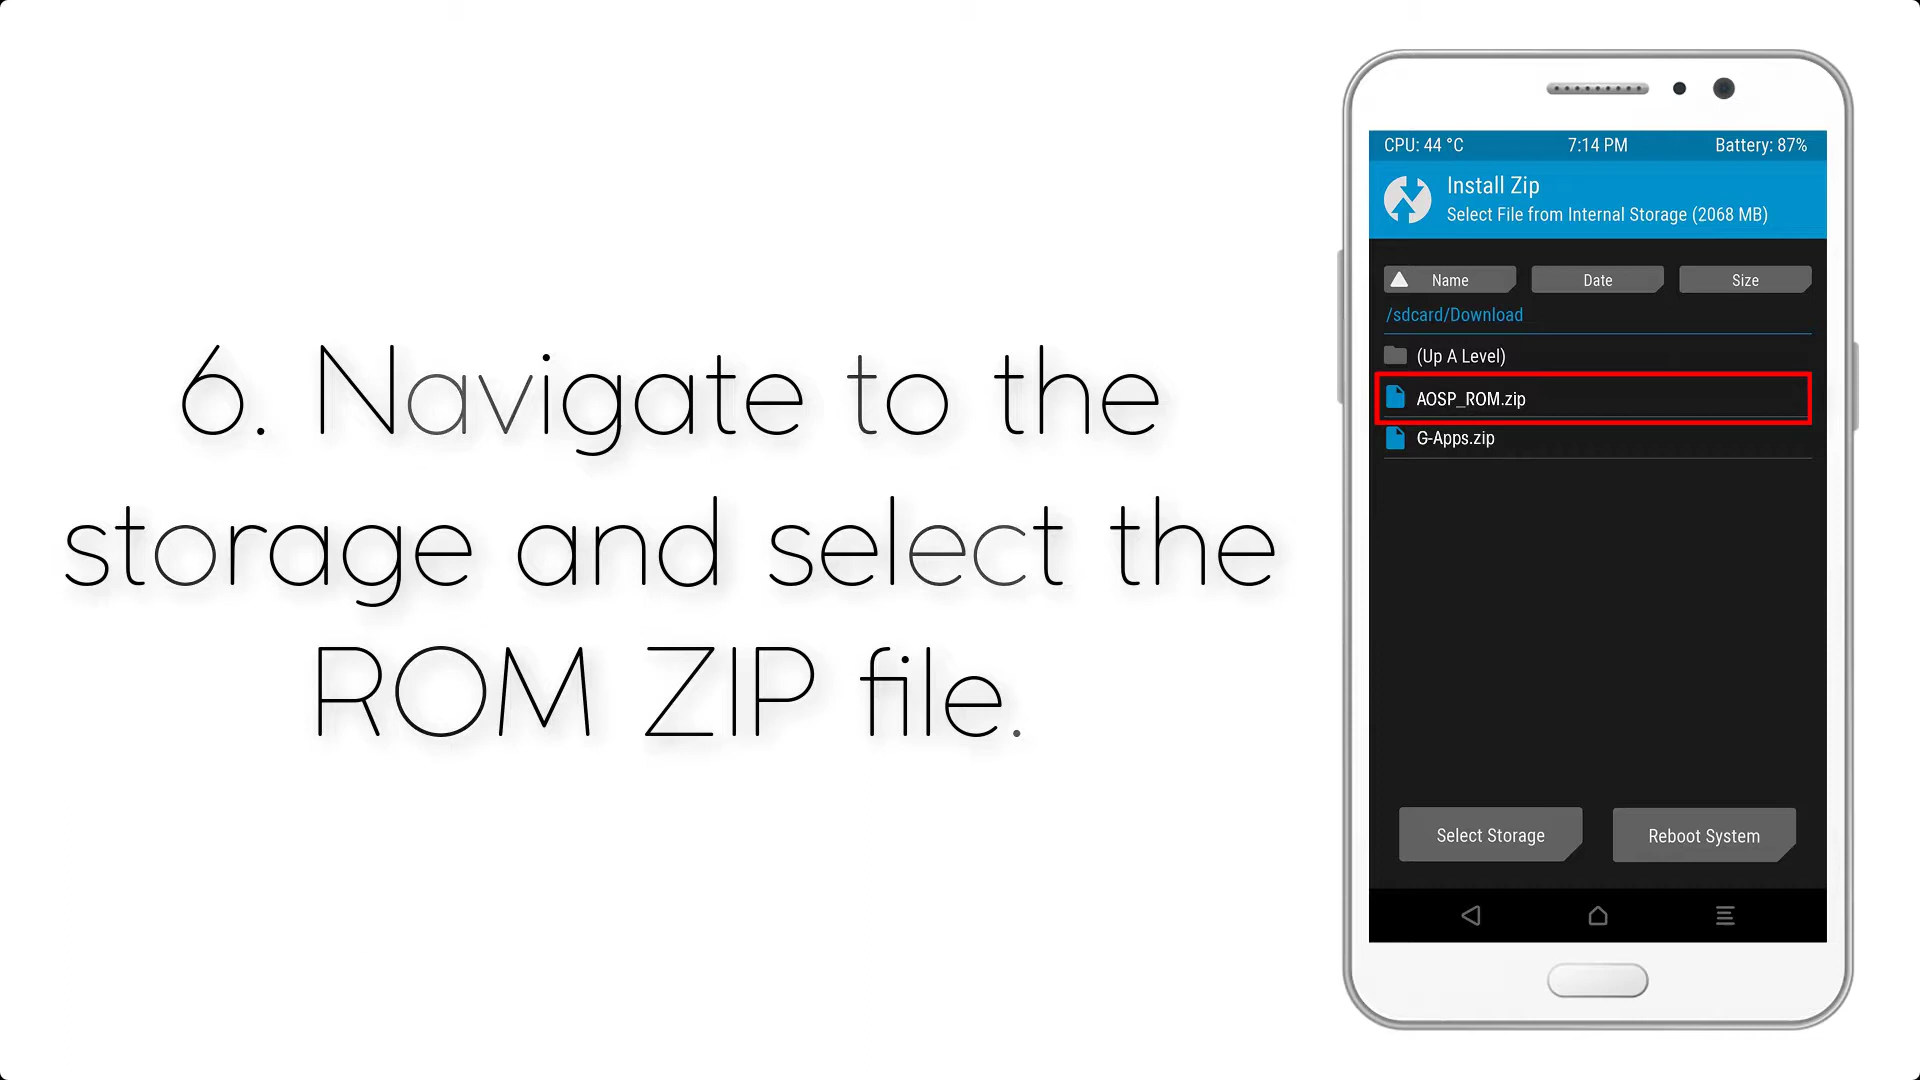 6. Navigate to the
storage and select the
ROM ZIP file.
CPU: 44 °C 7:14 PM Battery: 87%
Install Zip
Select File from Internal Storage (2068 MB)
Name Date Size
/sdcard/Download
(Up A Level)
AOSP_ROM.zip
G-Apps.zip
Select Storage Reboot System